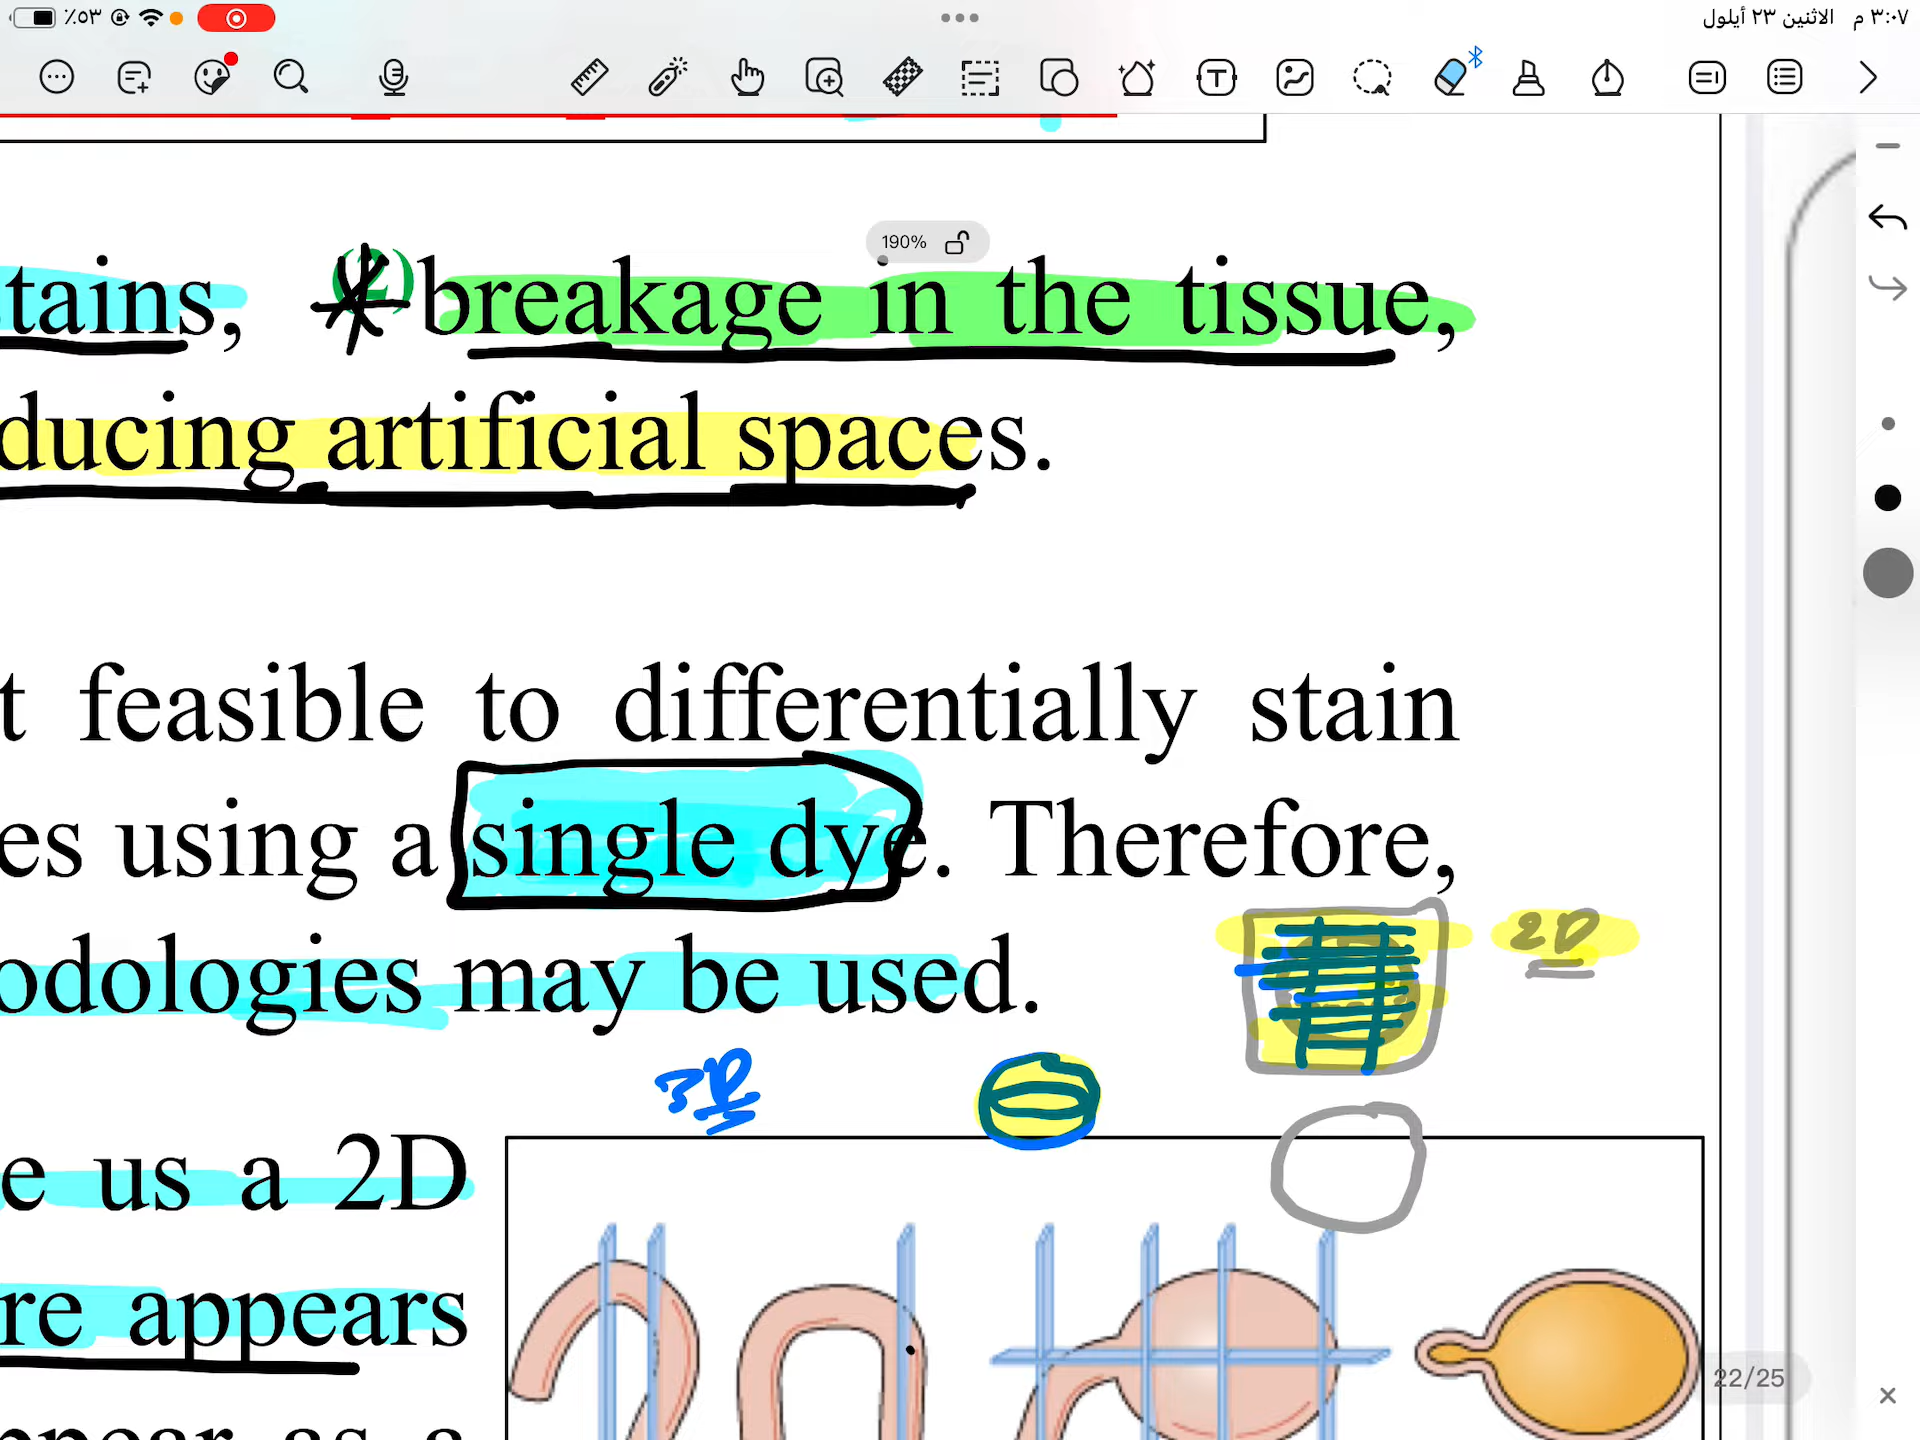 ٪٥٣
٣:٠٧ م الاثنين ٢٣ أيلول
190%
tains, (2) breakage in the tissue,
ducing artificial spaces.
t feasible to differentially stain
es using a single dye. Therefore,
odologies may be used.
2D
3D
e us a 2D
re appears
22/25